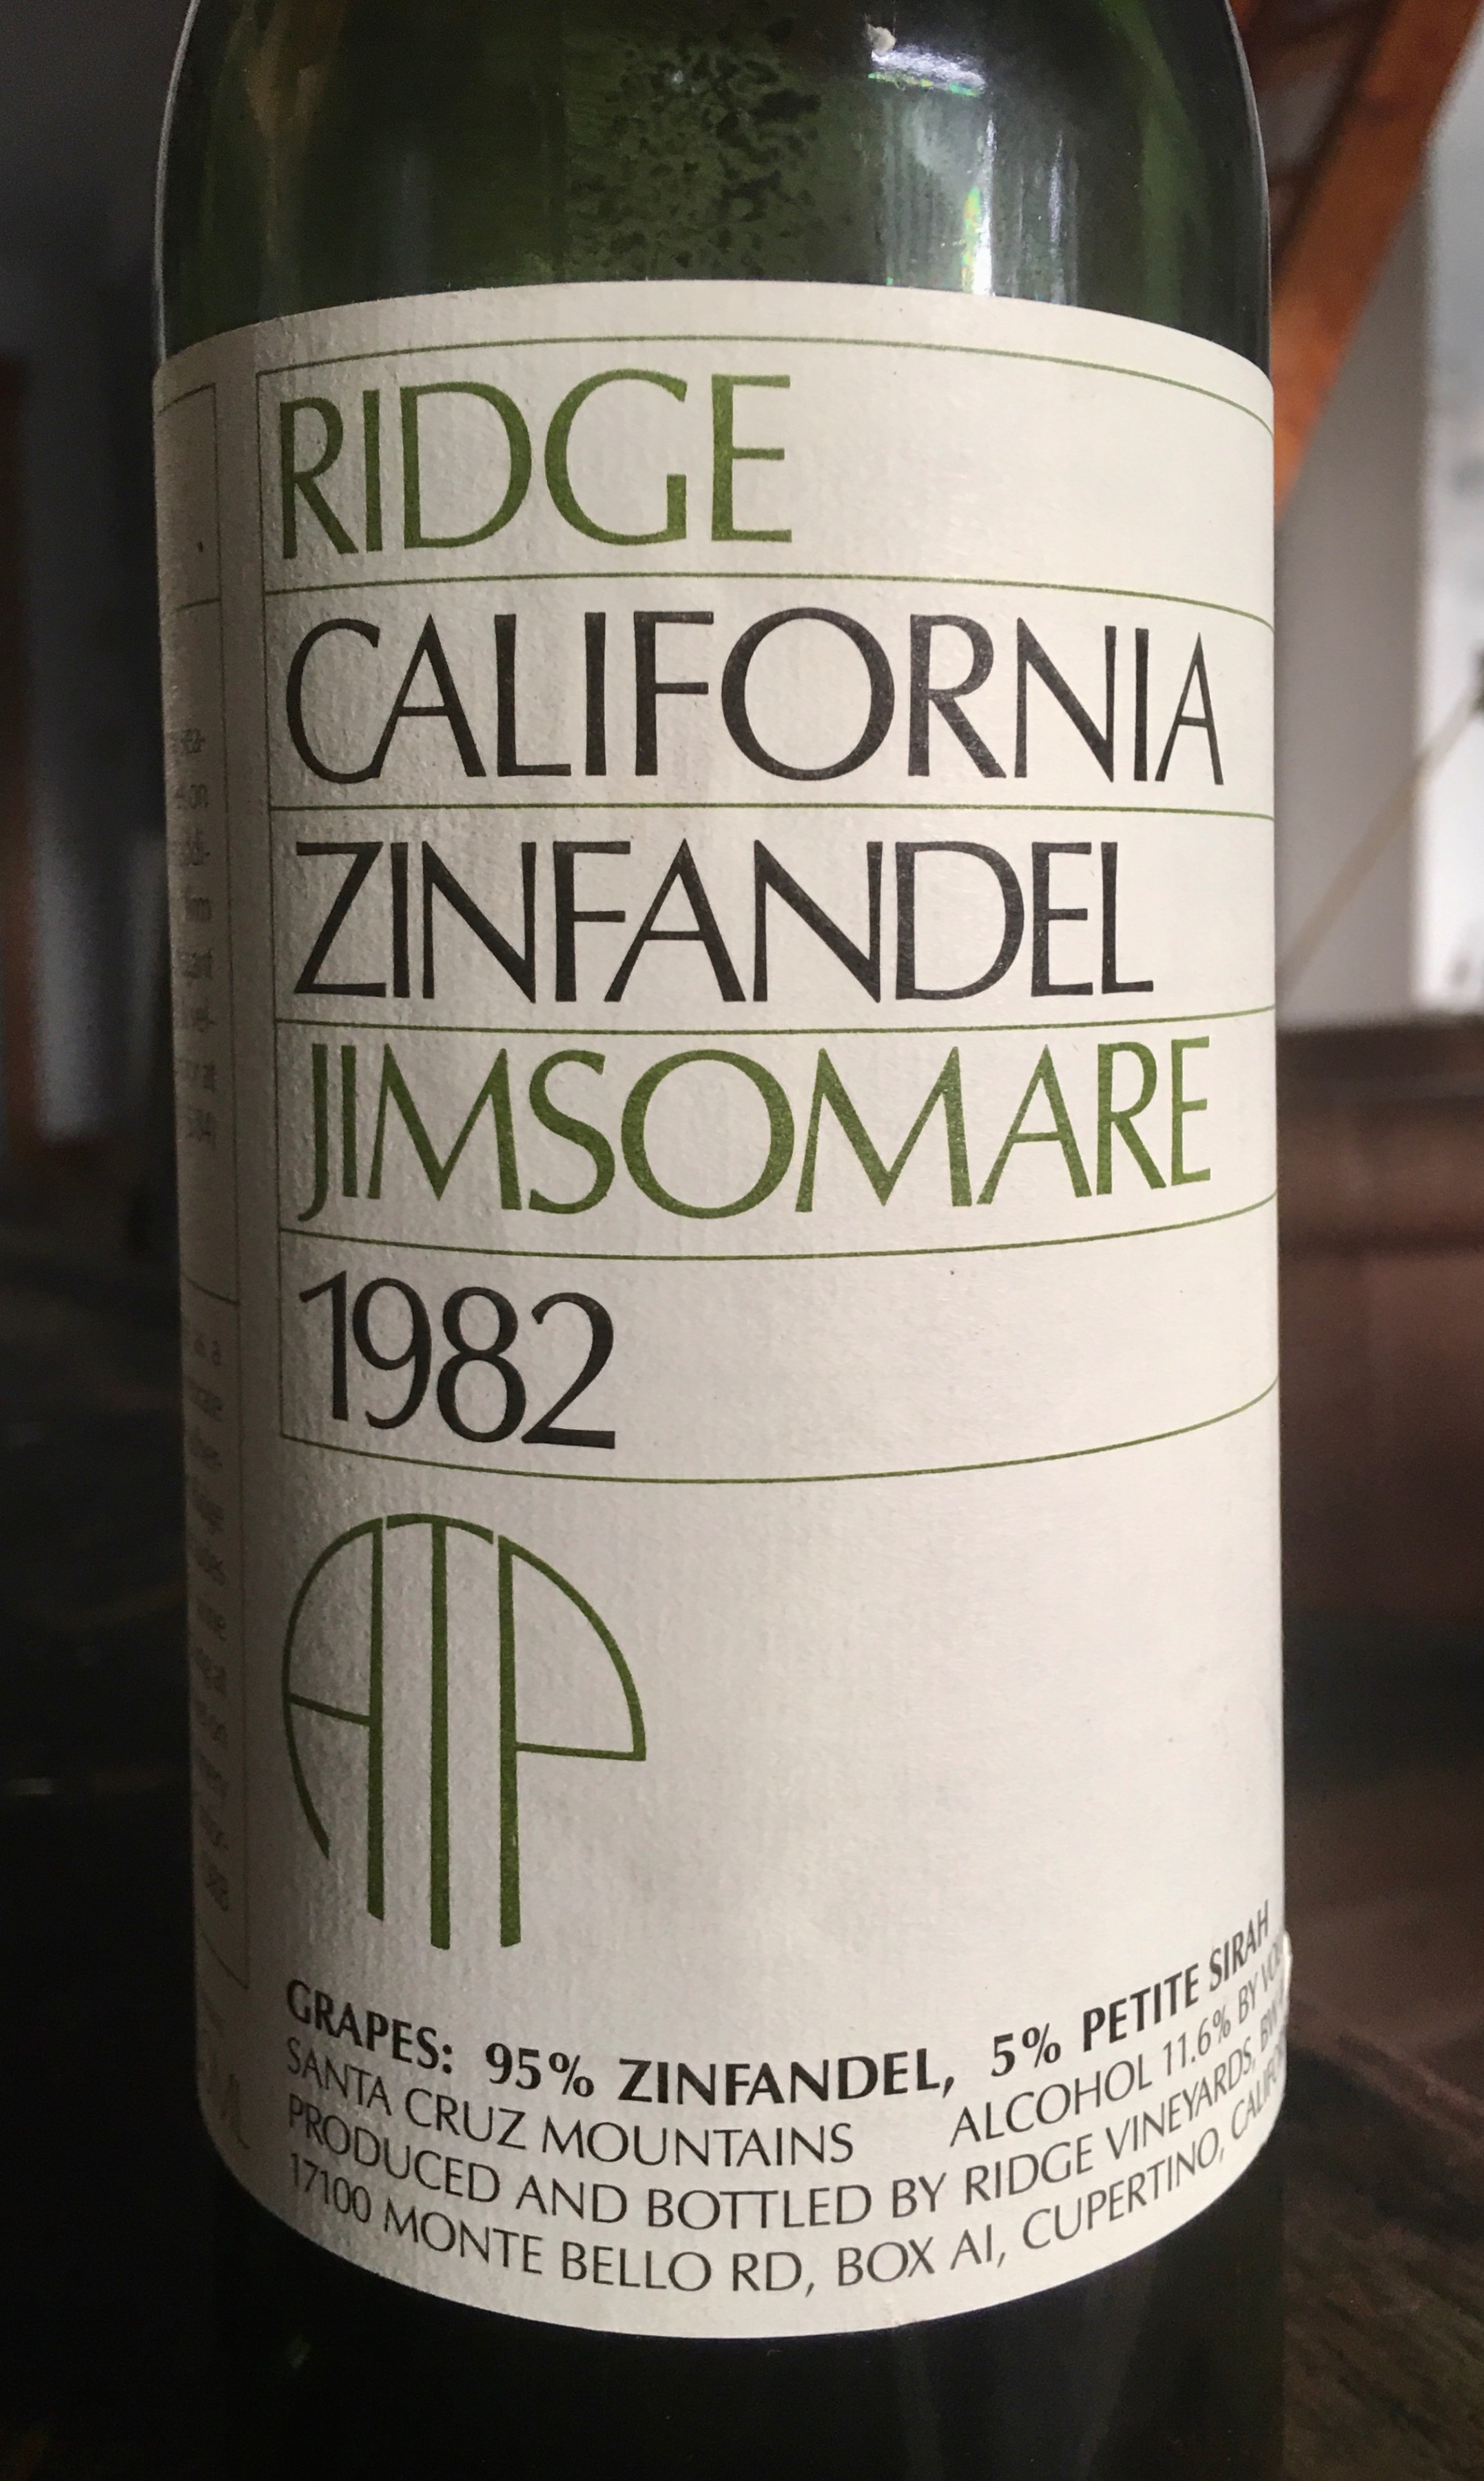 RIDGE
CALIFORNIA
ZINFANDEL
JIMSOMARE
1982
ATP
GRAPES: 95% ZINFANDEL, 5% PETITE SIRAH
SANTA CRUZ MOUNTAINS ALCOHOL 11.6% BY
PRODUCED AND BOTTLED BY RIDGE VINEYARDS, BW
17100 MONTE BELLO RD, BOX AI, CUPERTINO,